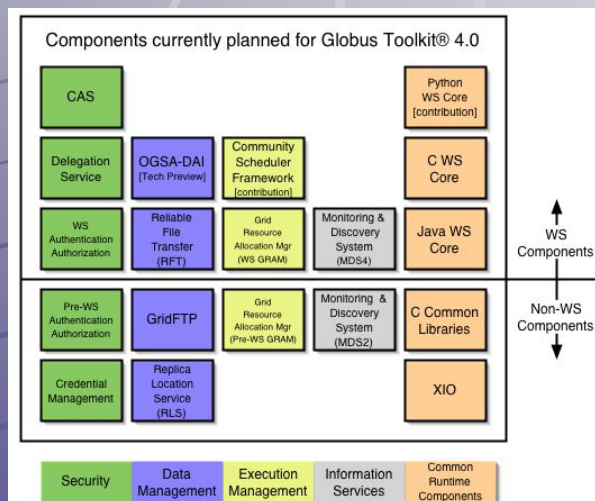 Components currently planned for Globus Toolkit® 4.0
CAS
Python
WS Core
[contribution]
Delegation
Service
OGSA-DAI
[Tech Preview]
Community
Scheduler
Framework
[contribution]
C WS
Core
WS
Authentication
Authorization
Reliable
File
Transfer
(RFT)
Grid
Resource
Allocation Mgr
(WS GRAM)
Monitoring &
Discovery
System
(MDS4)
Java WS
Core
WS
Components
Pre-WS
Authentication
Authorization
GridFTP
Grid
Resource
Allocation Mgr
(Pre-WS GRAM)
Monitoring &
Discovery
System
(MDS2)
C Common
Libraries
Non-WS
Components
Credential
Management
Replica
Location
Service
(RLS)
XIO
Security
Data
Management
Execution
Management
Information
Services
Common
Runtime
Components